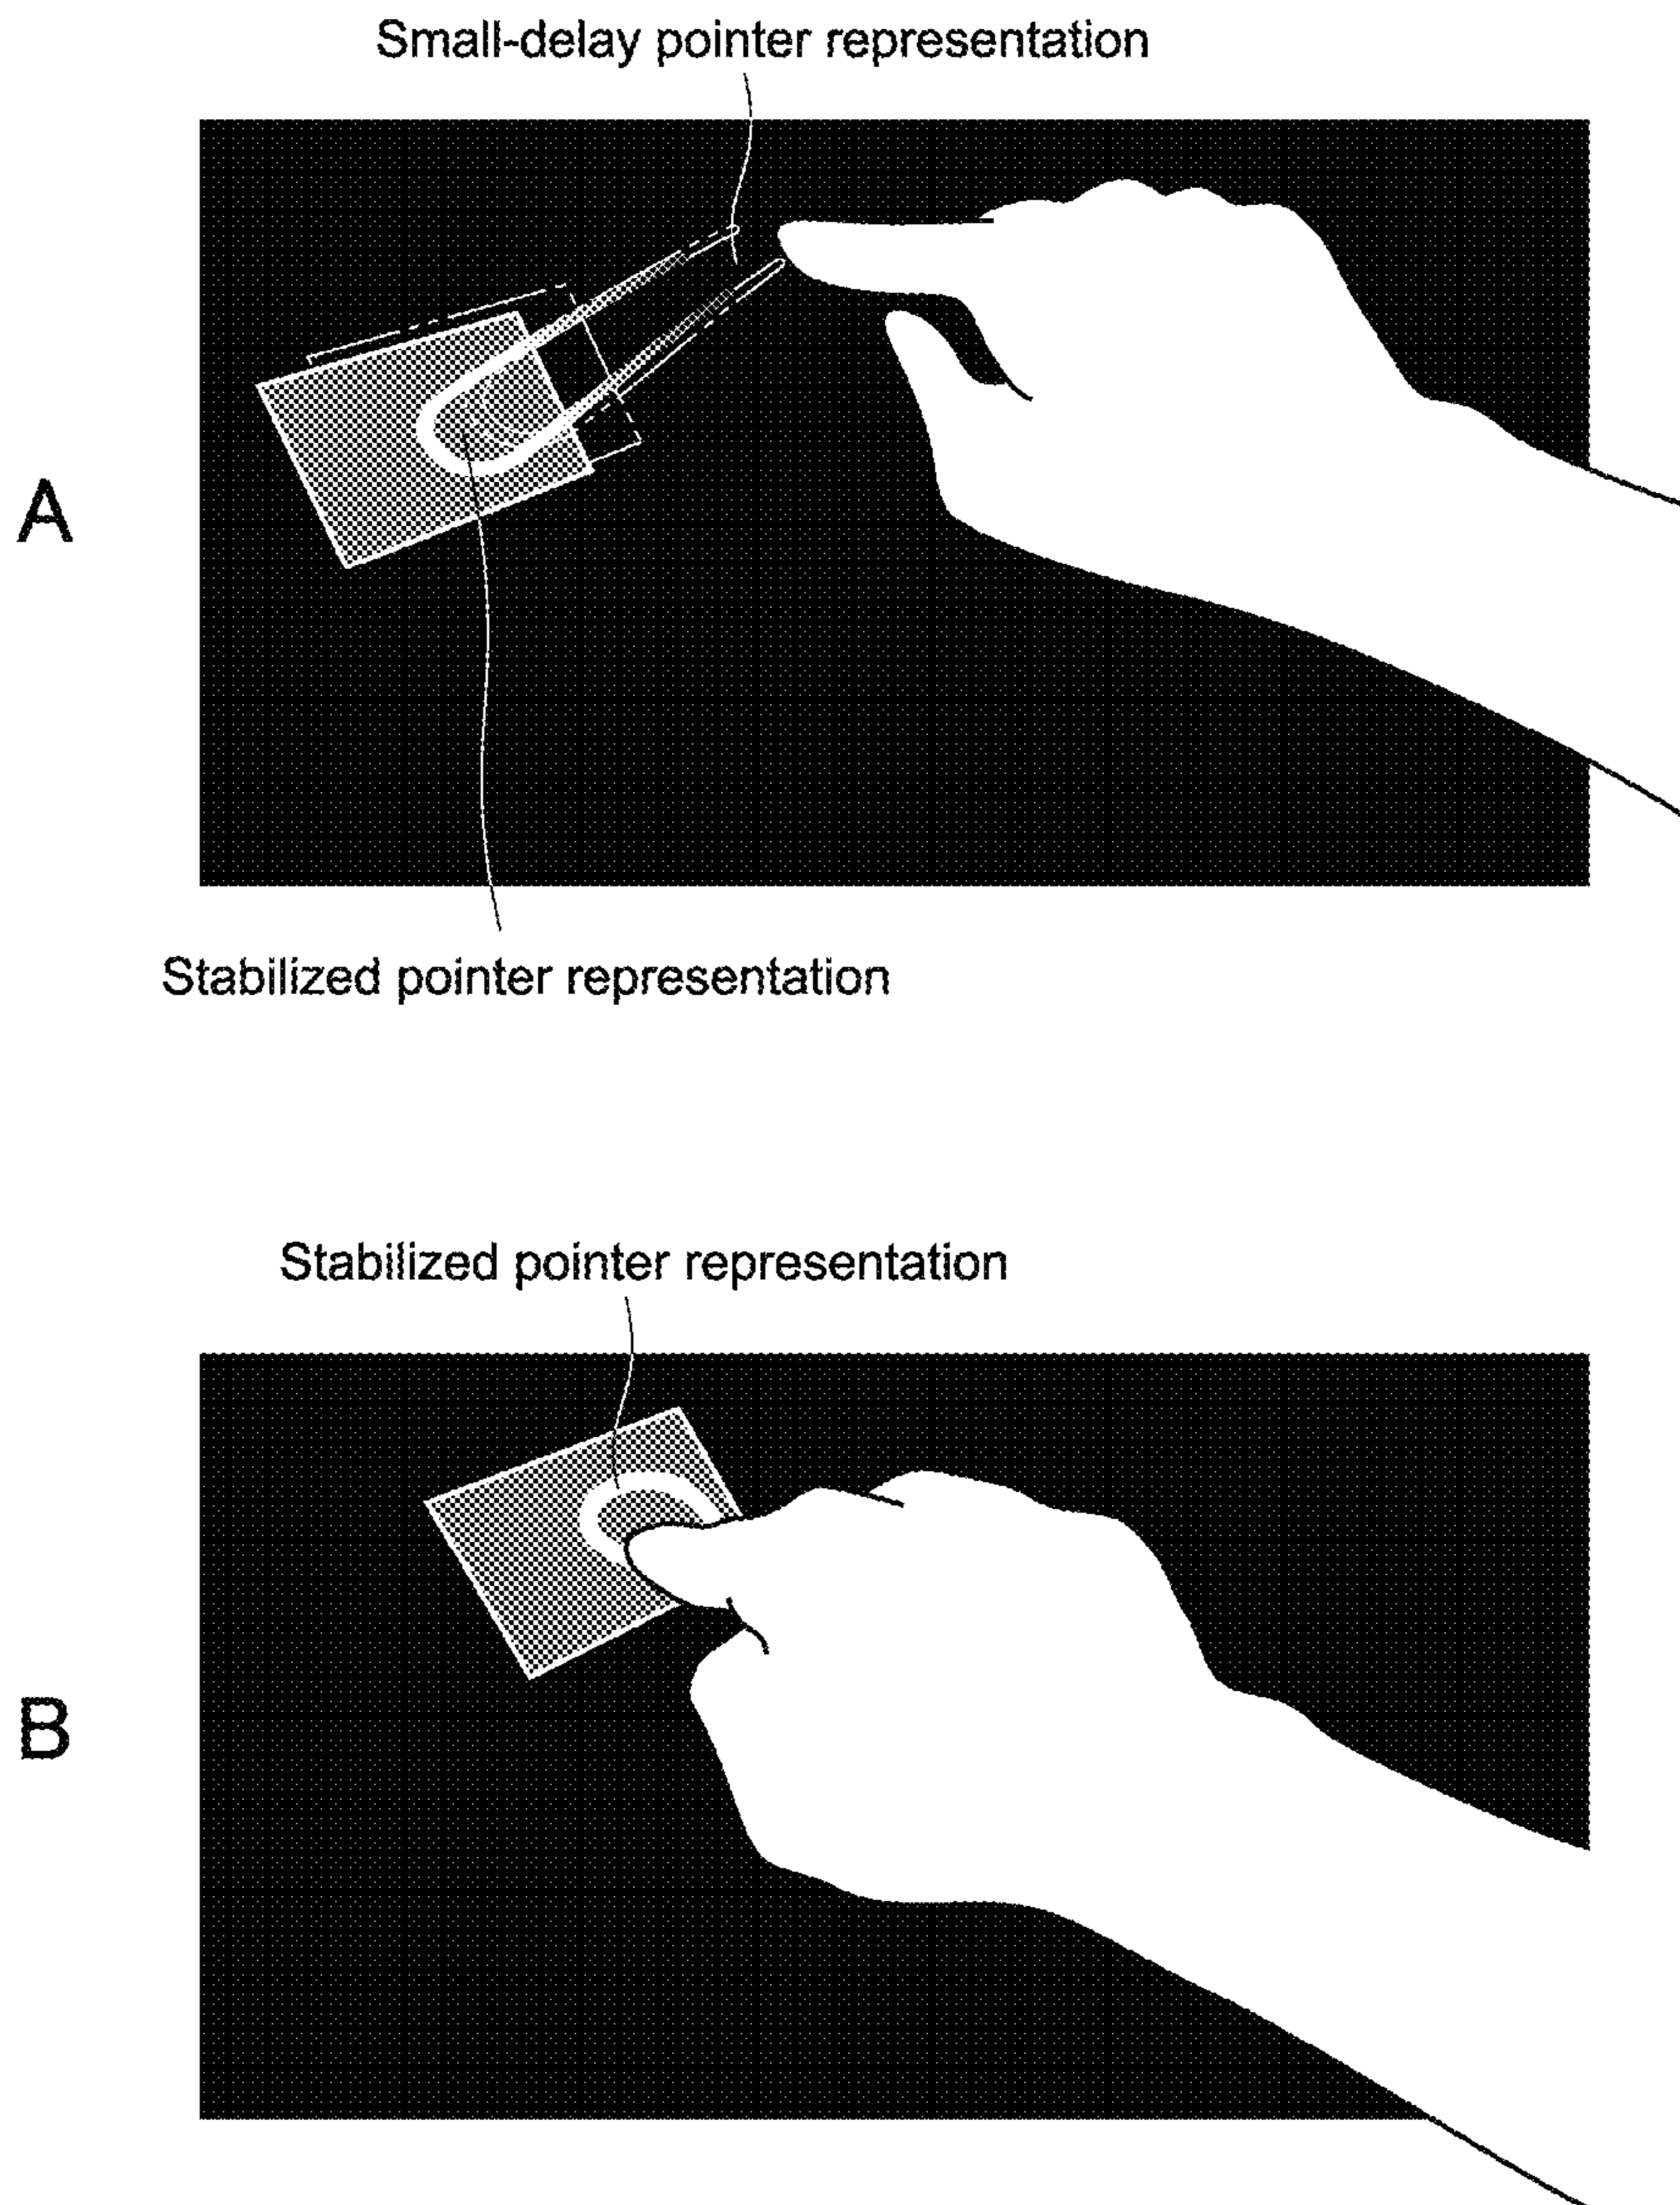 Small-delay pointer representation
A
Stabilized pointer representation
Stabilized pointer representation
B